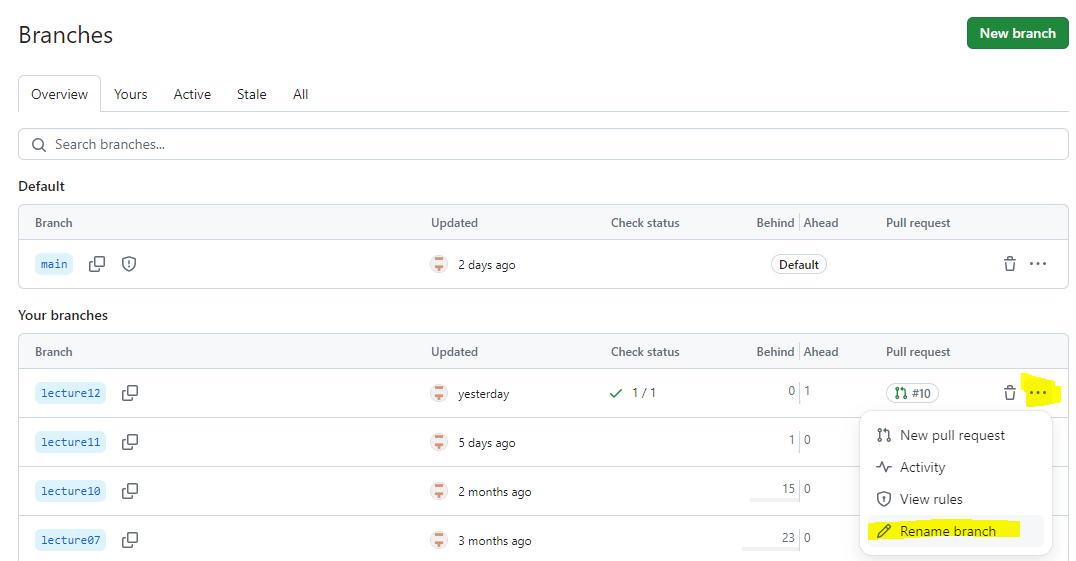 Branches
New branch
Overview Yours Active Stale All
Search branches...
Default
Branch Updated Check status Behind Ahead Pull request
main 2 days ago Default
Your branches
Branch Updated Check status Behind Ahead Pull request
lecture12 yesterday 1 / 1 0 1 #10
lecture11 5 days ago 1 0
New pull request
Activity
lecture10 2 months ago 15 0
View rules
Rename branch
lecture07 3 months ago 23 0